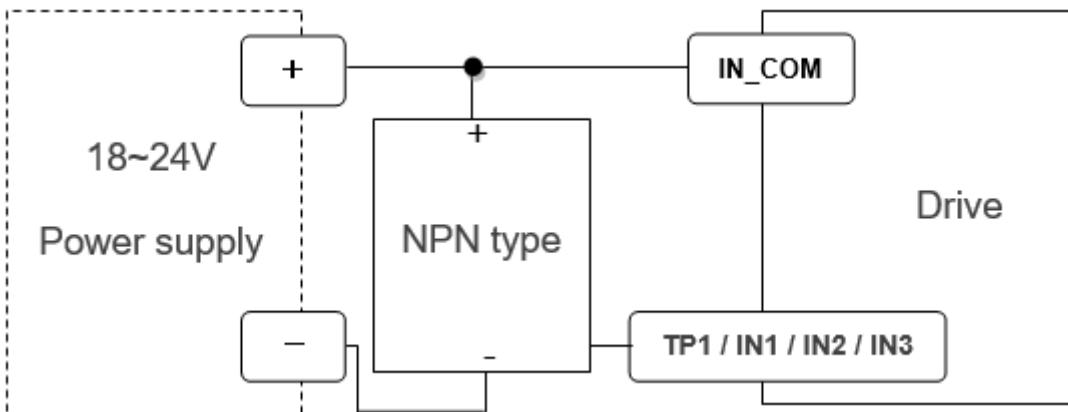 +
IN_COM
+
18~24V
Drive
Power supply
NPN type
−
TP1 / IN1 / IN2 / IN3
-